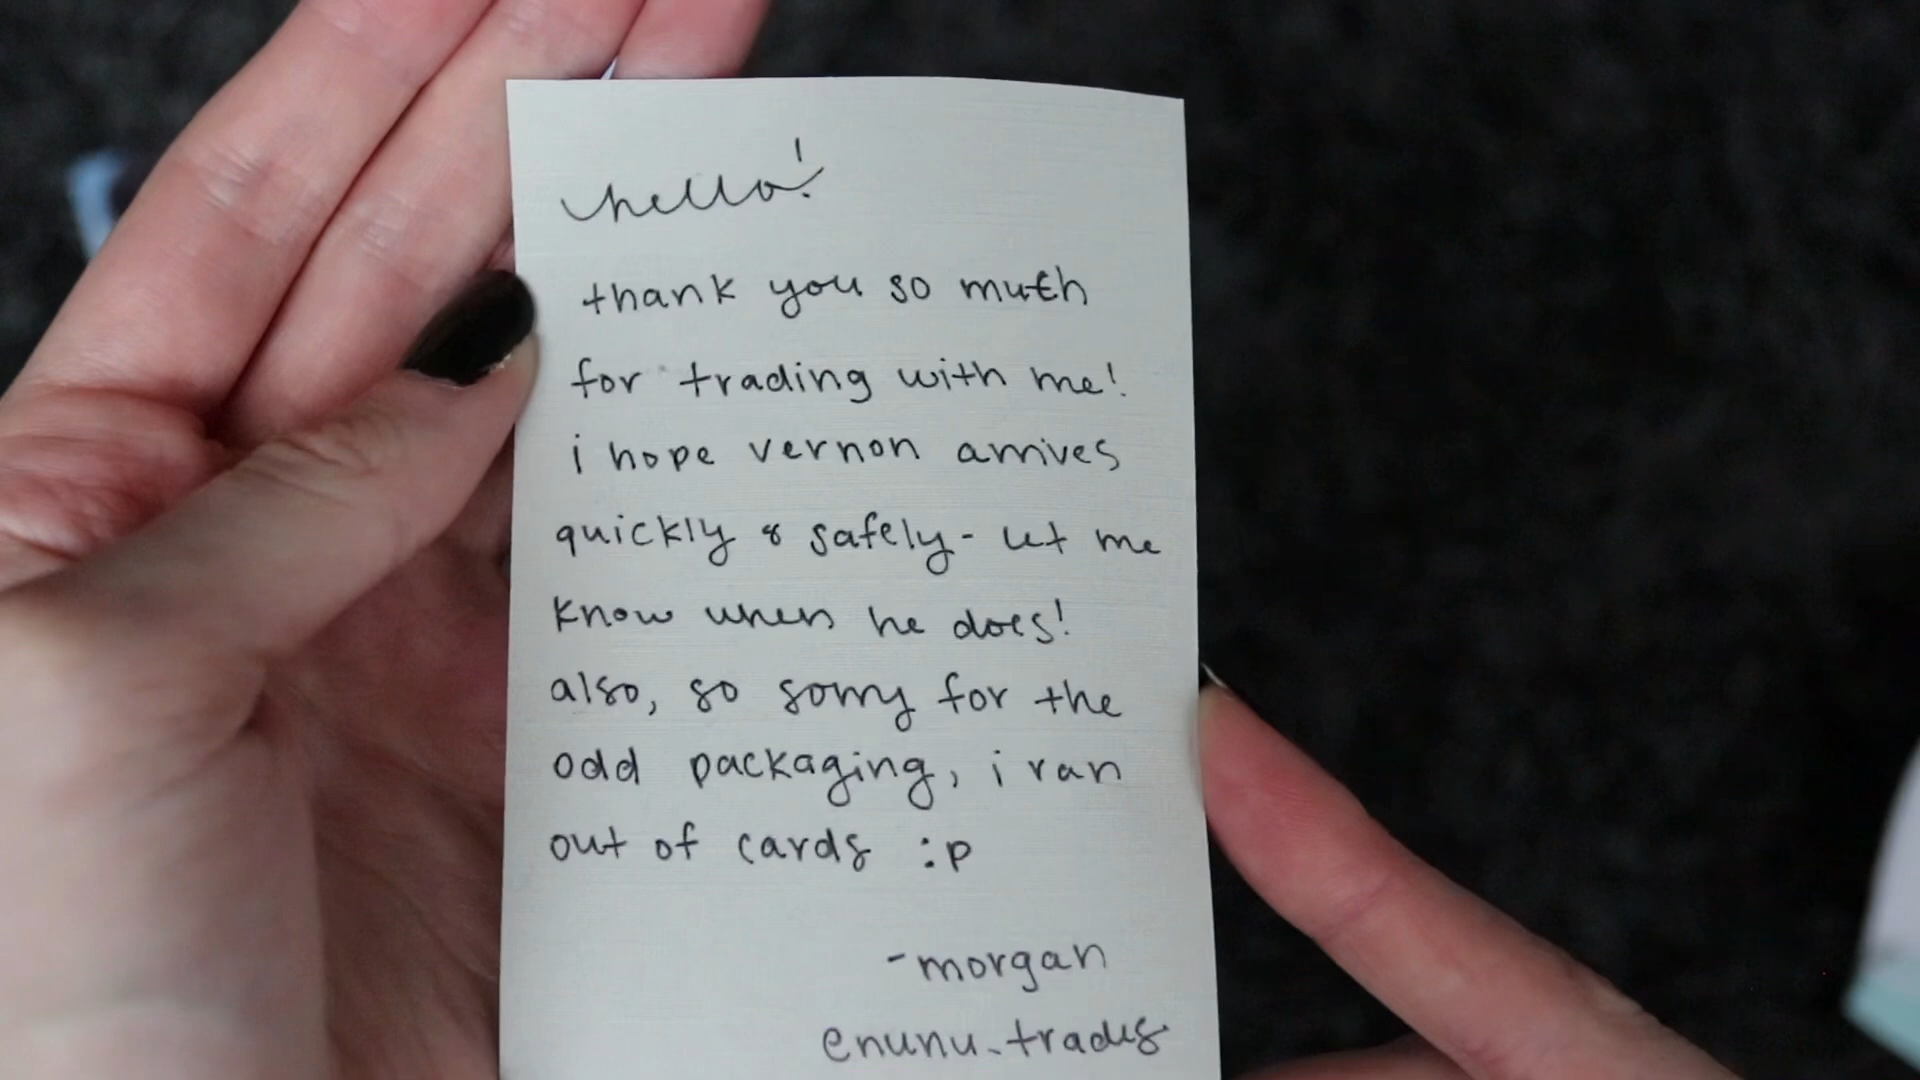 hello!
thank you so much
for trading with me!
i hope vernon arrives
quickly & safely - let me
know when he does!
also, so sorry for the
odd packaging, i ran
out of cards :p
-morgan
enunu_trades